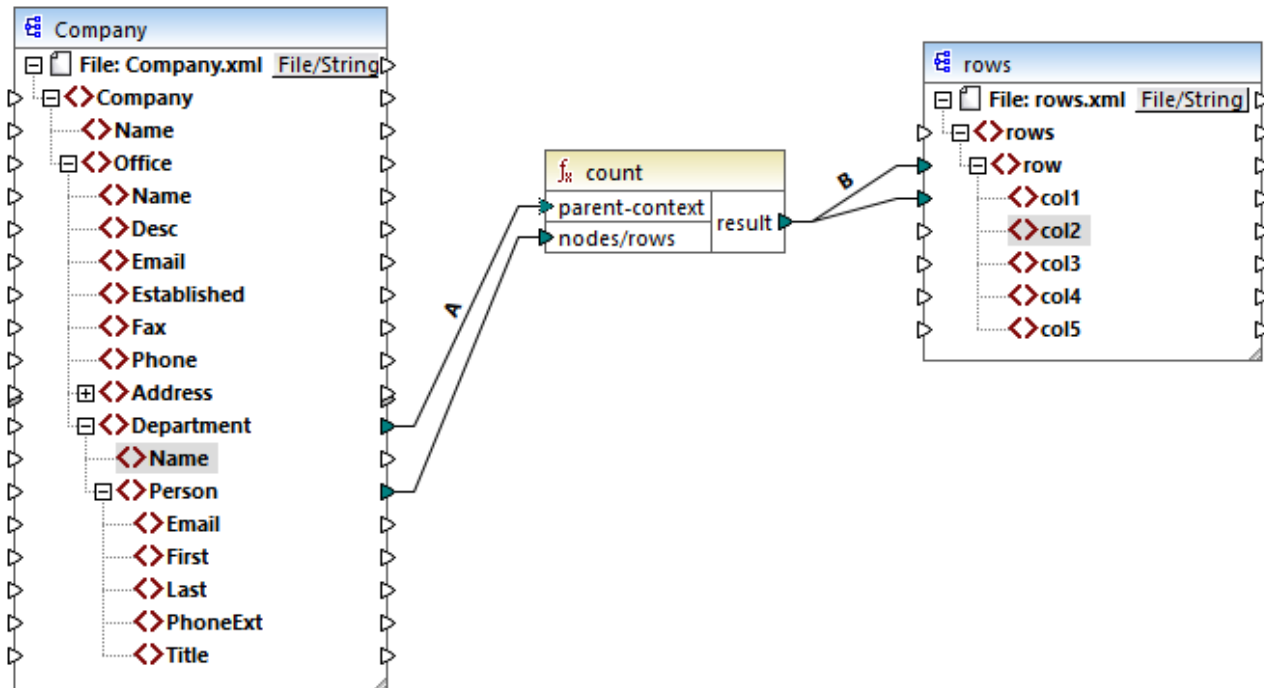 Company
File: Company.xml File/String
Company
Name
Office
Name
Desc
Email
Established
Fax
Phone
Address
Department
Name
Person
Email
First
Last
PhoneExt
Title
A
fx count
parent-context
nodes/rows
result
B
rows
File: rows.xml File/String
rows
row
col1
col2
col3
col4
col5